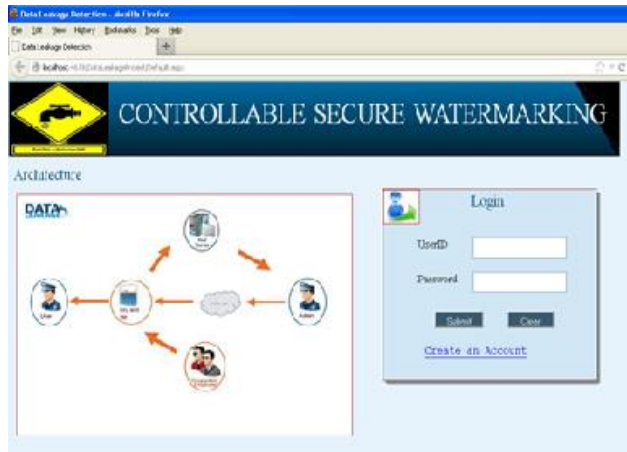 Data Leakage Detection - Mozilla Firefox
File Edit View History Bookmarks Tools Help
Data Leakage Detection
CONTROLLABLE SECURE WATERMARKING
Architecture
DATA
Login
UserID
Password
Submit
Clear
Create an Account
User
Admin